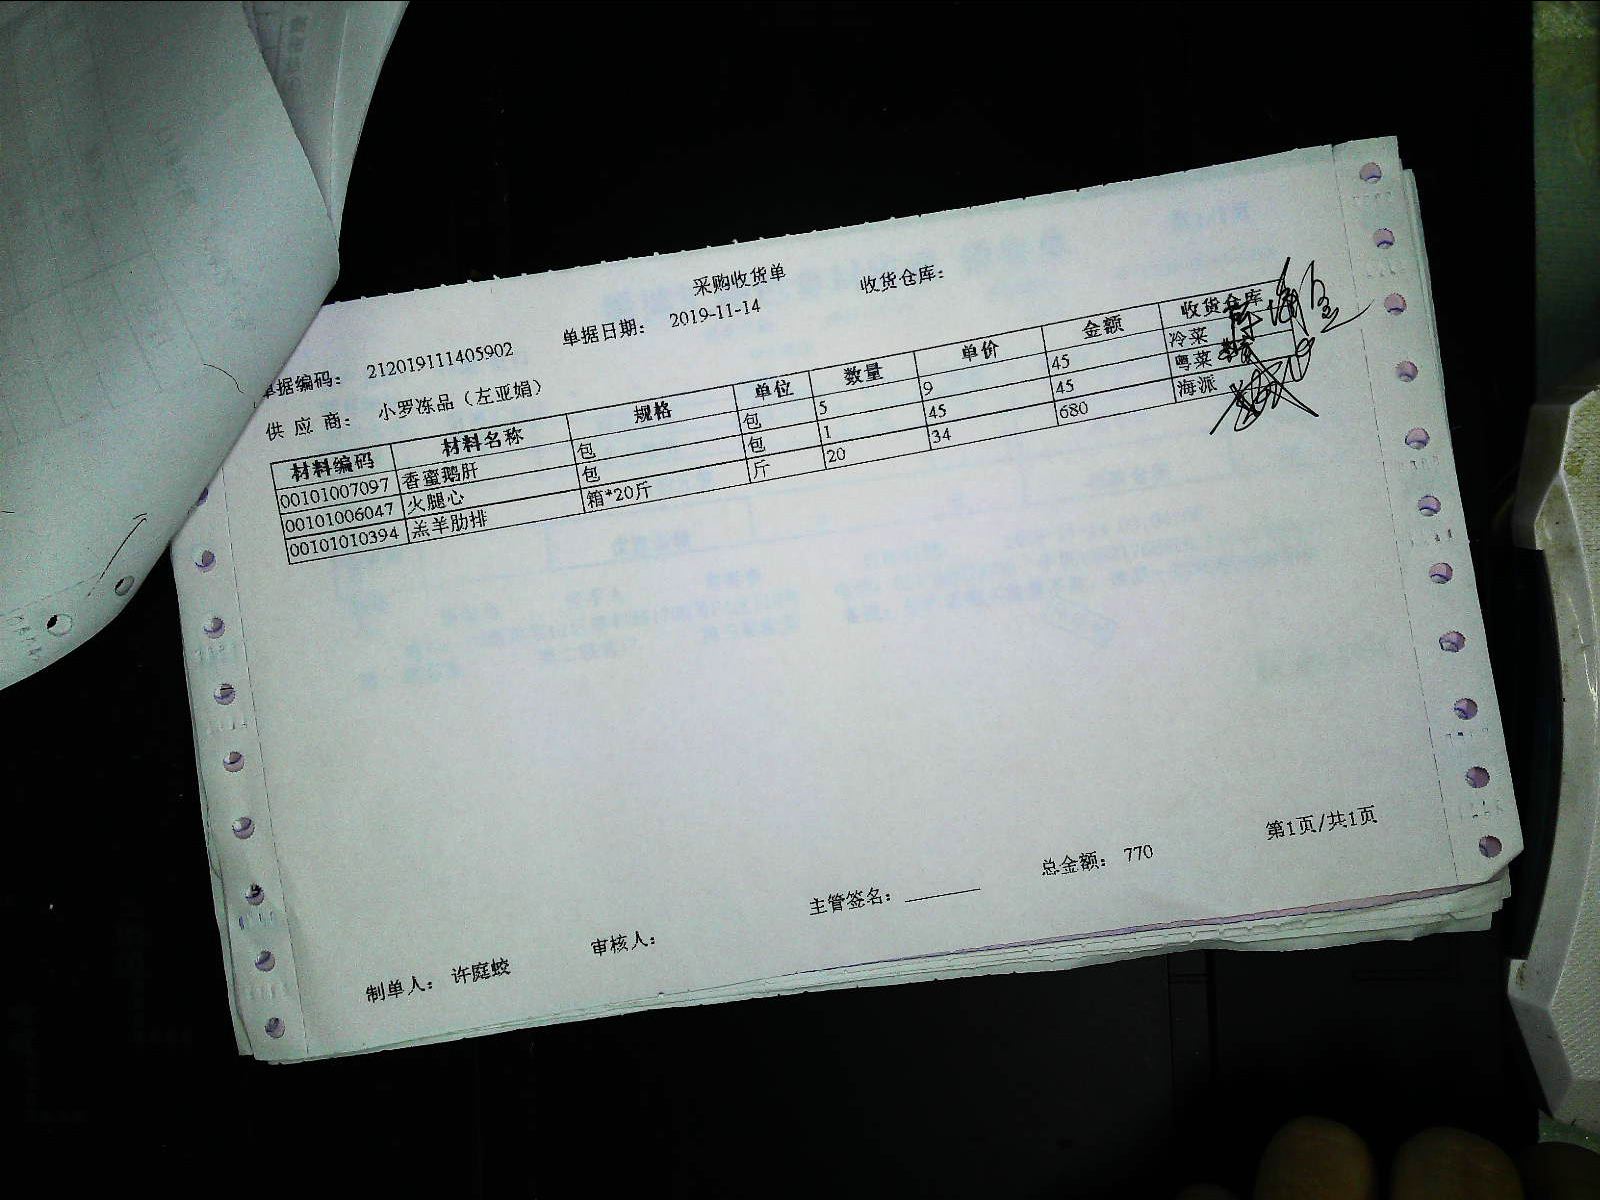 采购收货单
单据编码： 212019111405902 单据日期： 2019-11-14 收货仓库：
供 应 商： 小罗冻品（左亚娟）
材料编码 材料名称 规格 单位 数量 单价 金额 收货仓库
00101007097 香蜜鹅肝 包 包 5 9 45 冷菜
00101006047 火腿心 包 包 1 45 45 粤菜
00101010394 羔羊肋排 箱*20斤 斤 20 34 680 海派
制单人： 许庭蛟 审核人： 主管签名： 总金额： 770 第1页/共1页